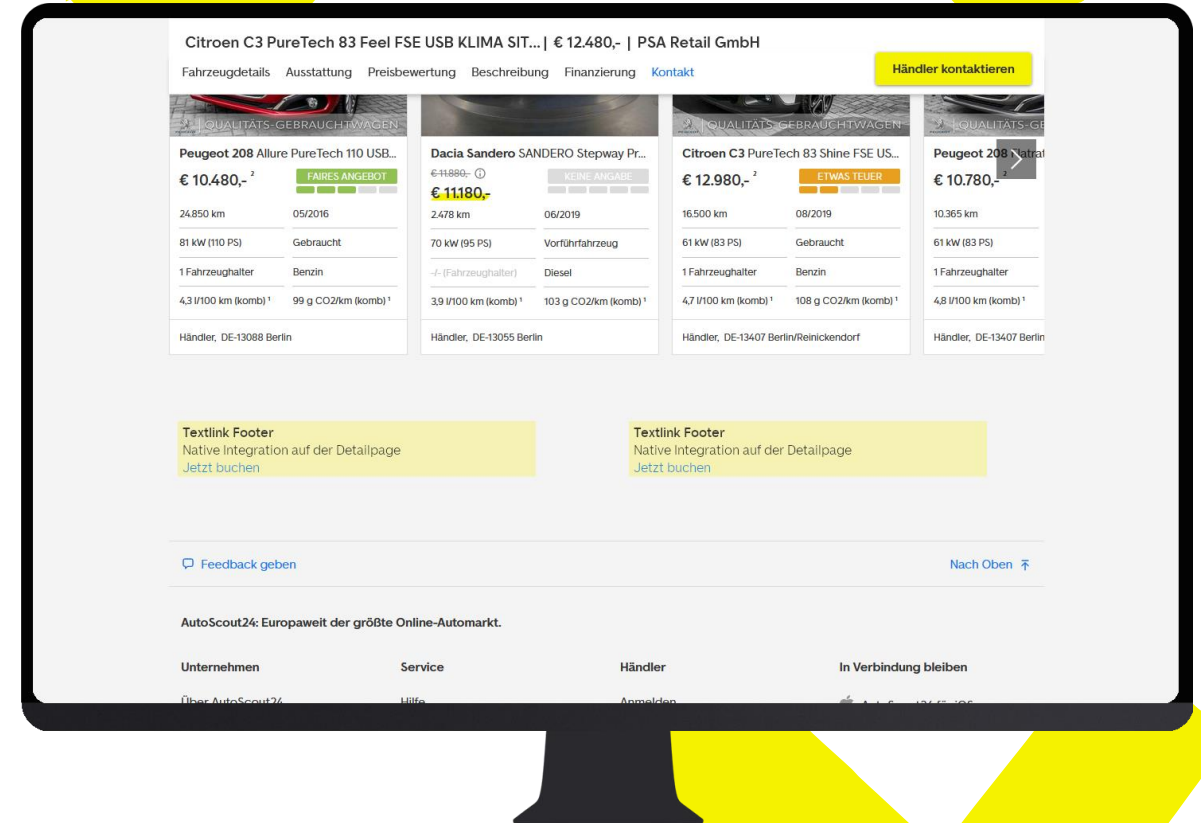 Citroen C3 PureTech 83 Feel FSE USB KLIMA SIT... | € 12.480,- | PSA Retail GmbH
Fahrzeugdetails Ausstattung Preisbewertung Beschreibung Finanzierung Kontakt
Händler kontaktieren
QUALITÄTS-GEBRAUCHTWAGEN
Peugeot 208 Allure PureTech 110 USB...
€ 10.480,- ²
FAIRES ANGEBOT
24.850 km 05/2016
81 kW (110 PS) Gebraucht
1 Fahrzeughalter Benzin
4,3 l/100 km (komb) ¹ 99 g CO2/km (komb) ¹
Händler, DE-13088 Berlin
Dacia Sandero SANDERO Stepway Pr...
€ 11.880,-
KEINE ANGABE
€ 11.180,-
2.478 km 06/2019
70 kW (95 PS) Vorführfahrzeug
-/- (Fahrzeughalter) Diesel
3,9 l/100 km (komb) ¹ 103 g CO2/km (komb) ¹
Händler, DE-13055 Berlin
QUALITÄTS-GEBRAUCHTWAGEN
Citroen C3 PureTech 83 Shine FSE US...
€ 12.980,- ²
ETWAS TEUER
16.500 km 08/2019
61 kW (83 PS) Gebraucht
1 Fahrzeughalter Benzin
4,7 l/100 km (komb) ¹ 108 g CO2/km (komb) ¹
Händler, DE-13407 Berlin/Reinickendorf
QUALITÄTS-GE
Peugeot 208
€ 10.780,- ²
10.365 km
61 kW (83 PS)
1 Fahrzeughalter
4,8 l/100 km (komb) ¹
Händler, DE-13407 Berlin
Textlink Footer
Native Integration auf der Detailpage
Jetzt buchen
Textlink Footer
Native Integration auf der Detailpage
Jetzt buchen
Feedback geben
Nach Oben
AutoScout24: Europaweit der größte Online-Automarkt.
Unternehmen Service Händler In Verbindung bleiben
Über AutoScout24 Hilfe Anmelden AutoScout24 für iOS